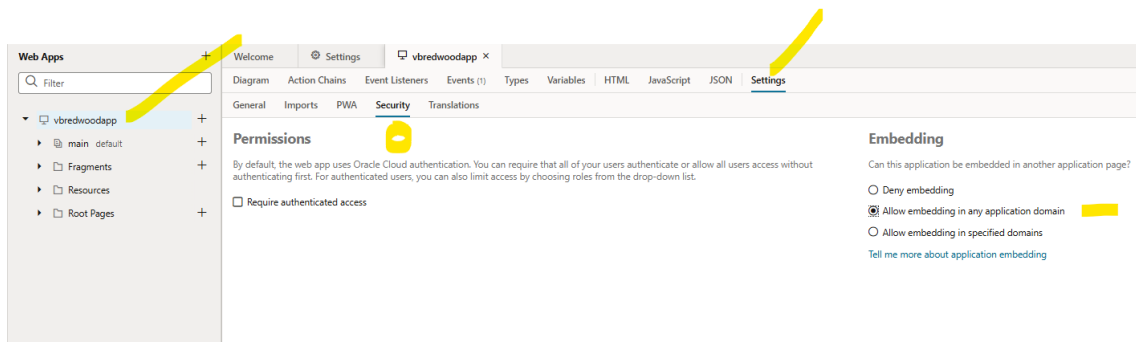 Web Apps +
Welcome Settings vbredwoodapp ×
Filter
Diagram Action Chains Event Listeners Events (1) Types Variables HTML JavaScript JSON Settings
General Imports PWA Security Translations
vbredwoodapp +
main default +
Fragments +
Resources
Root Pages +
Permissions
By default, the web app uses Oracle Cloud authentication. You can require that all of your users authenticate or allow all users access without
authenticating first. For authenticated users, you can also limit access by choosing roles from the drop-down list.
Require authenticated access
Embedding
Can this application be embedded in another application page?
Deny embedding
Allow embedding in any application domain
Allow embedding in specified domains
Tell me more about application embedding